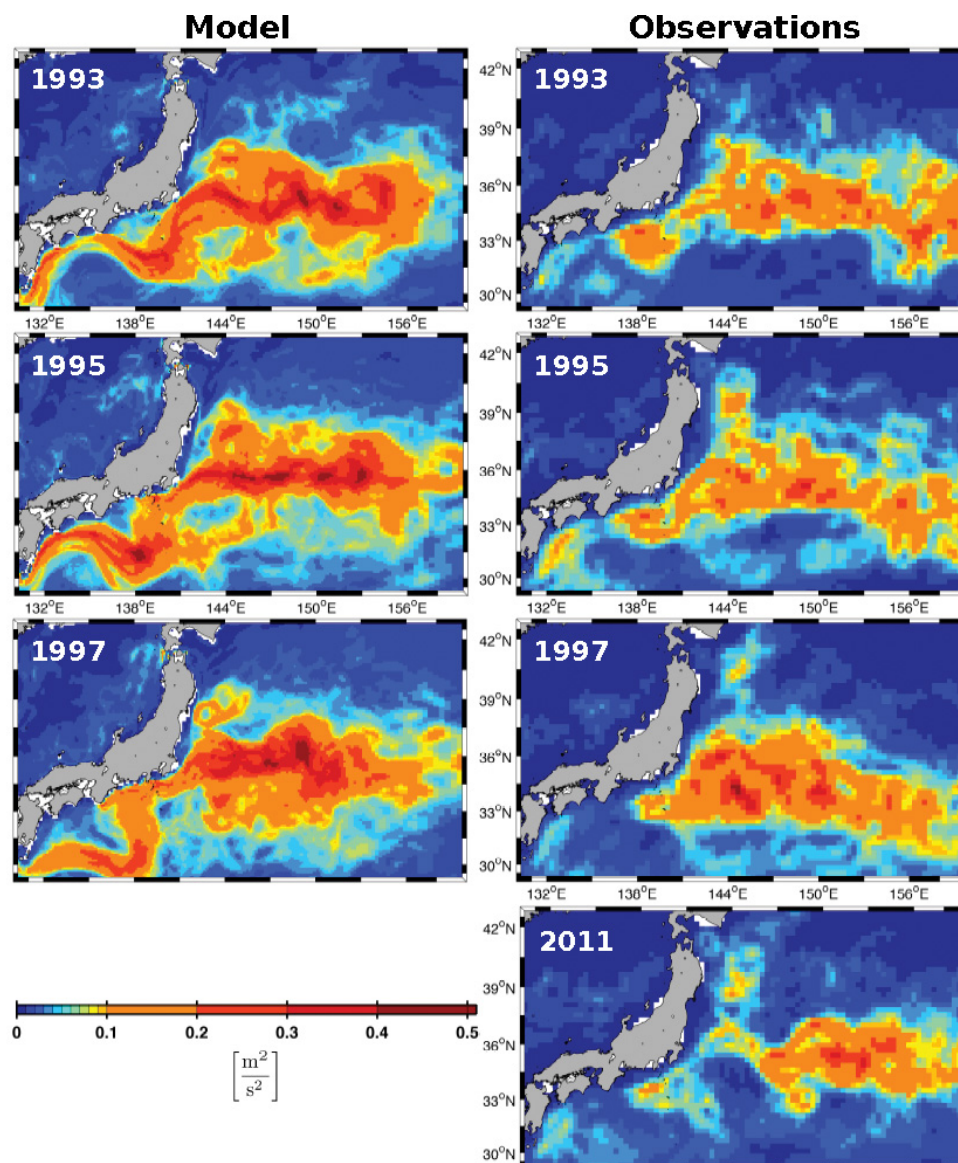 Model Observations
1993 1993
42°N
39°N
36°N
33°N
30°N
132°E 138°E 144°E 150°E 156°E 132°E 138°E 144°E 150°E 156°E
1995 1995
42°N
39°N
36°N
33°N
30°N
132°E 138°E 144°E 150°E 156°E 132°E 138°E 144°E 150°E 156°E
1997 1997
42°N
39°N
36°N
33°N
30°N
132°E 138°E 144°E 150°E 156°E
2011
42°N
39°N
36°N
33°N
30°N
0 0.1 0.2 0.3 0.4 0.5
[m²/s²]